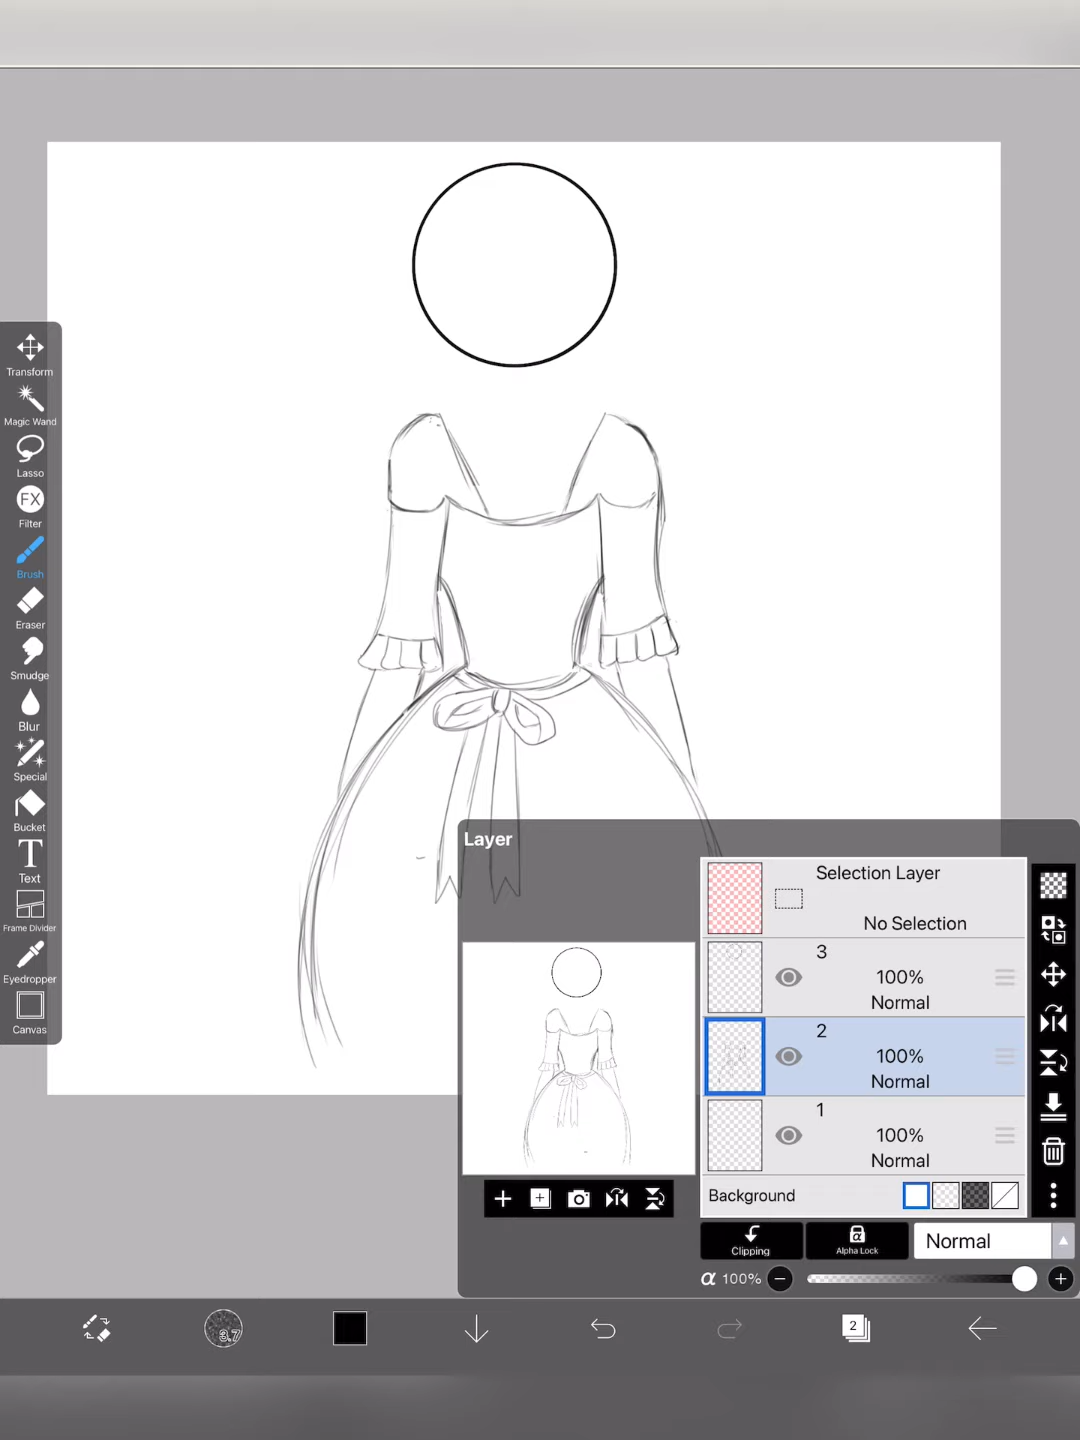 Transform
Magic Wand
Lasso
FX
Filter
Brush
Eraser
Smudge
Blur
Special
Bucket
T
Text
Frame Divider
Eyedropper
Canvas
Layer
Selection Layer
No Selection
3
100%
Normal
2
100%
Normal
1
100%
Normal
Background
Clipping
α
Alpha Lock
Normal
α 100%
3.7
2